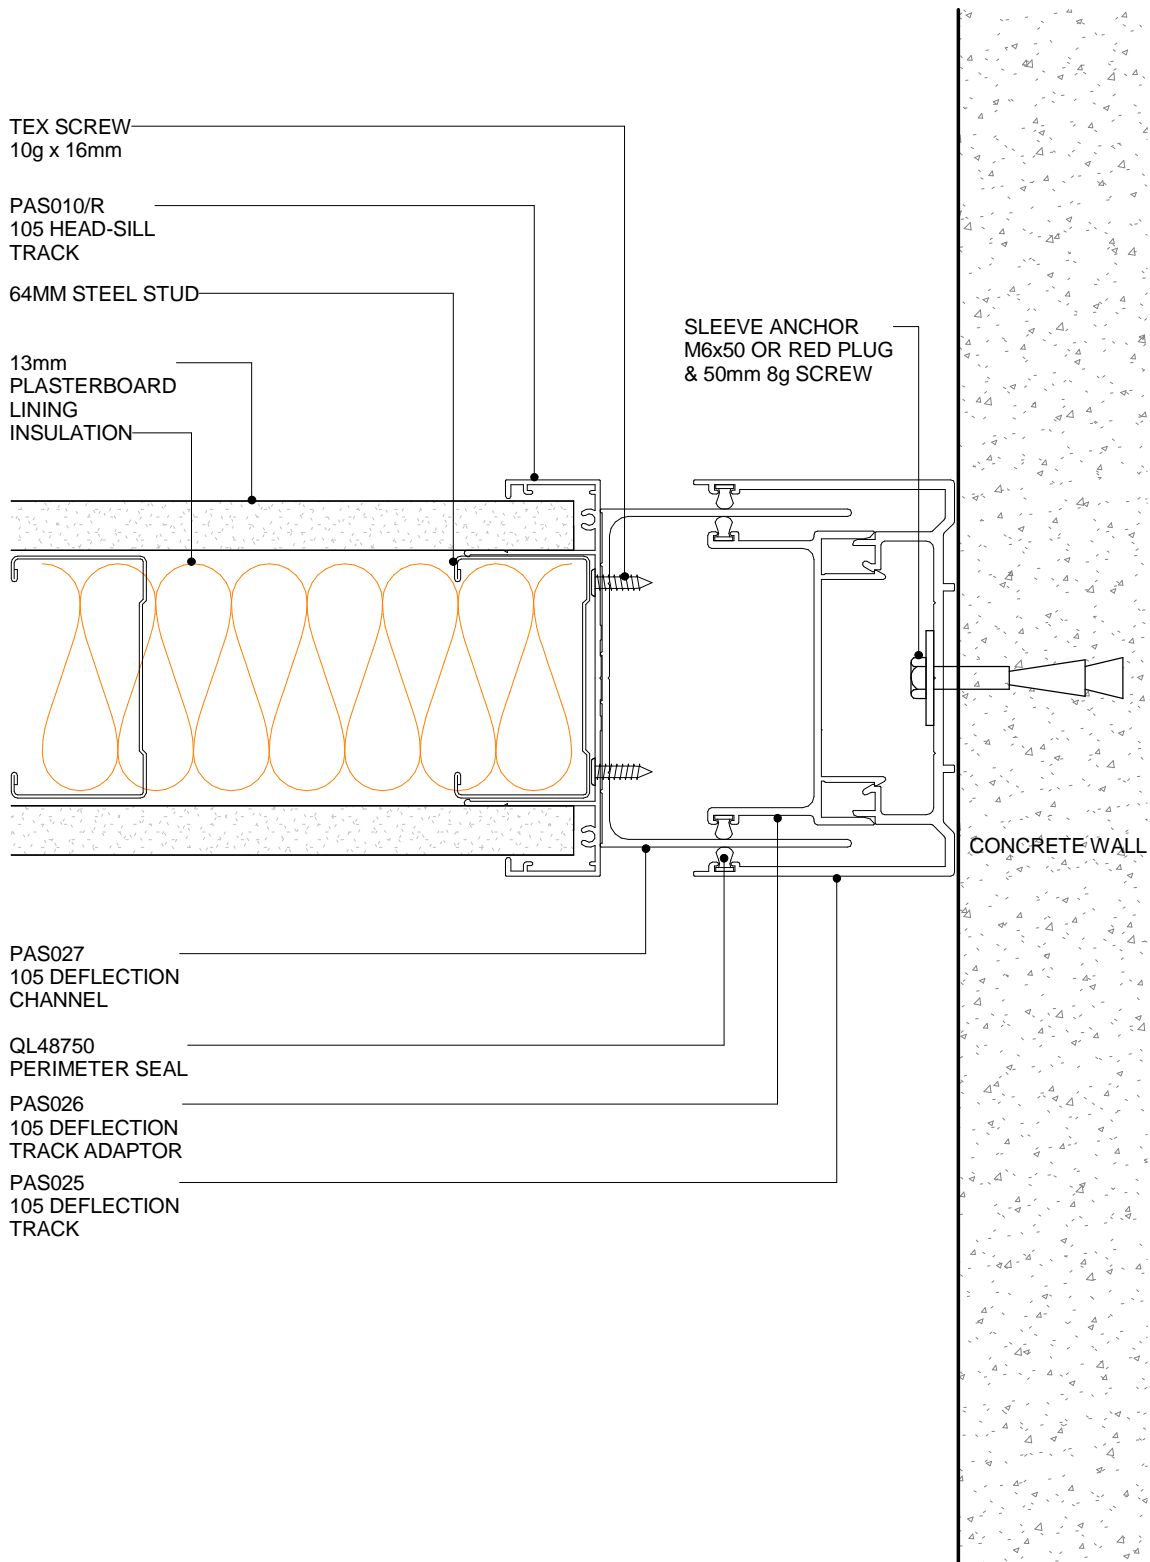 TEX SCREW
10g x 16mm
PAS010/R
105 HEAD-SILL
TRACK
64MM STEEL STUD
13mm
PLASTERBOARD
LINING
INSULATION
SLEEVE ANCHOR
M6x50 OR RED PLUG
& 50mm 8g SCREW
CONCRETE WALL
PAS027
105 DEFLECTION
CHANNEL
QL48750
PERIMETER SEAL
PAS026
105 DEFLECTION
TRACK ADAPTOR
PAS025
105 DEFLECTION
TRACK